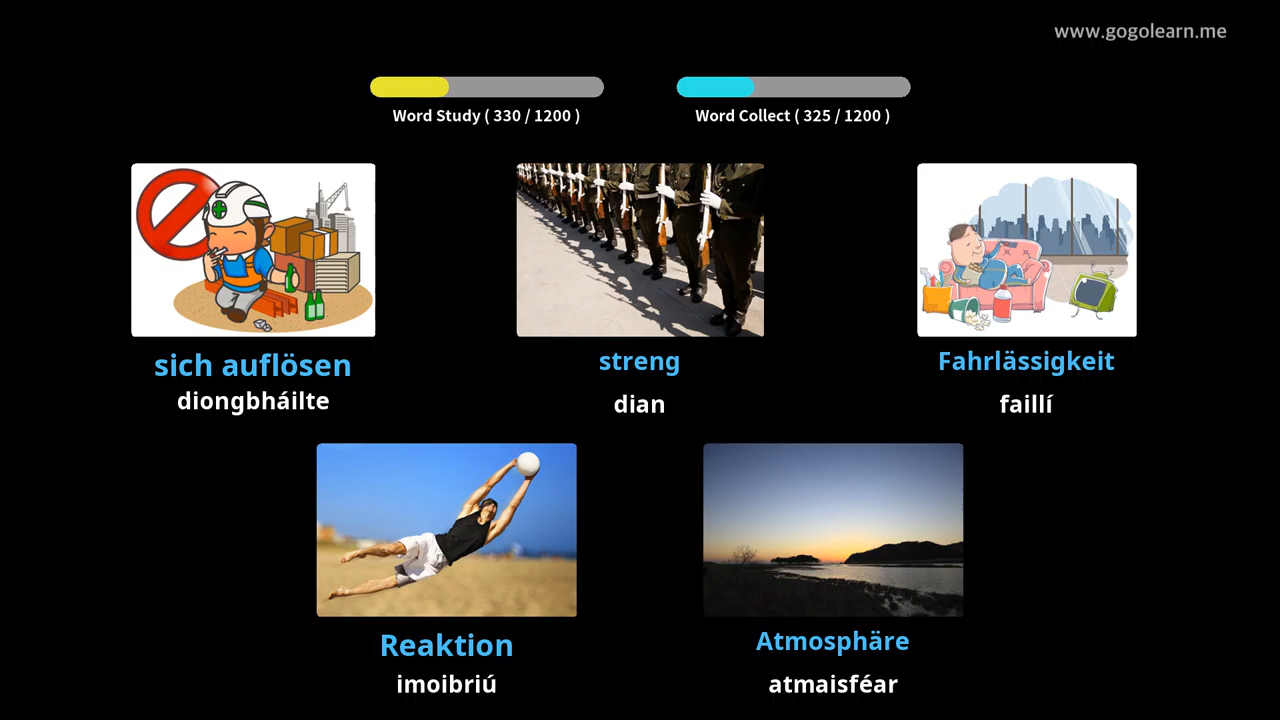 www.gogolearn.me
Word Study ( 330 / 1200 )
Word Collect ( 325 / 1200 )
sich auflösen
diongbháilte
streng
dian
Fahrlässigkeit
faillí
Reaktion
imoibriú
Atmosphäre
atmaisféar